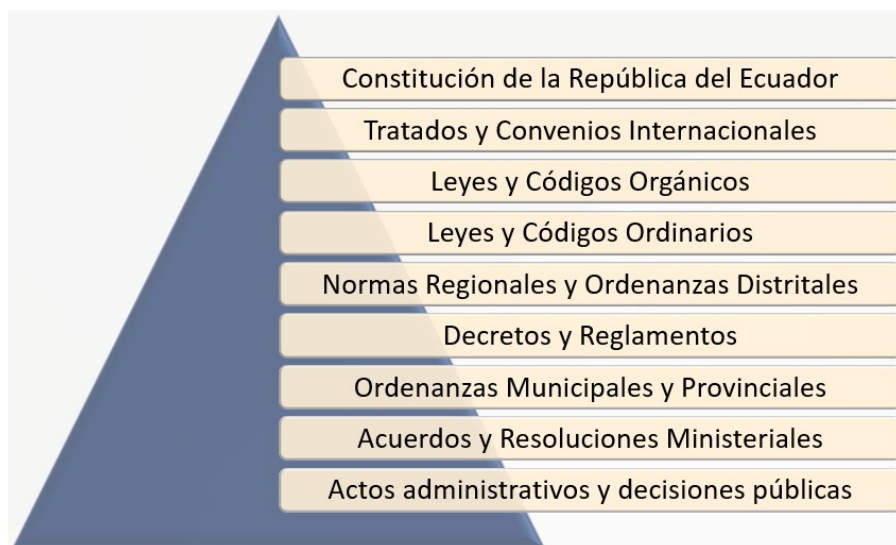 Constitución de la República del Ecuador
Tratados y Convenios Internacionales
Leyes y Códigos Orgánicos
Leyes y Códigos Ordinarios
Normas Regionales y Ordenanzas Distritales
Decretos y Reglamentos
Ordenanzas Municipales y Provinciales
Acuerdos y Resoluciones Ministeriales
Actos administrativos y decisiones públicas